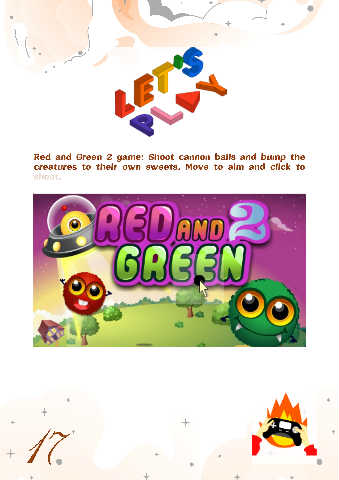 LET'S
PLAY
Red and Green 2 game: Shoot cannon balls and bump the
creatures to their own sweets. Move to aim and click to
shoot.
RED AND 2
GREEN
17